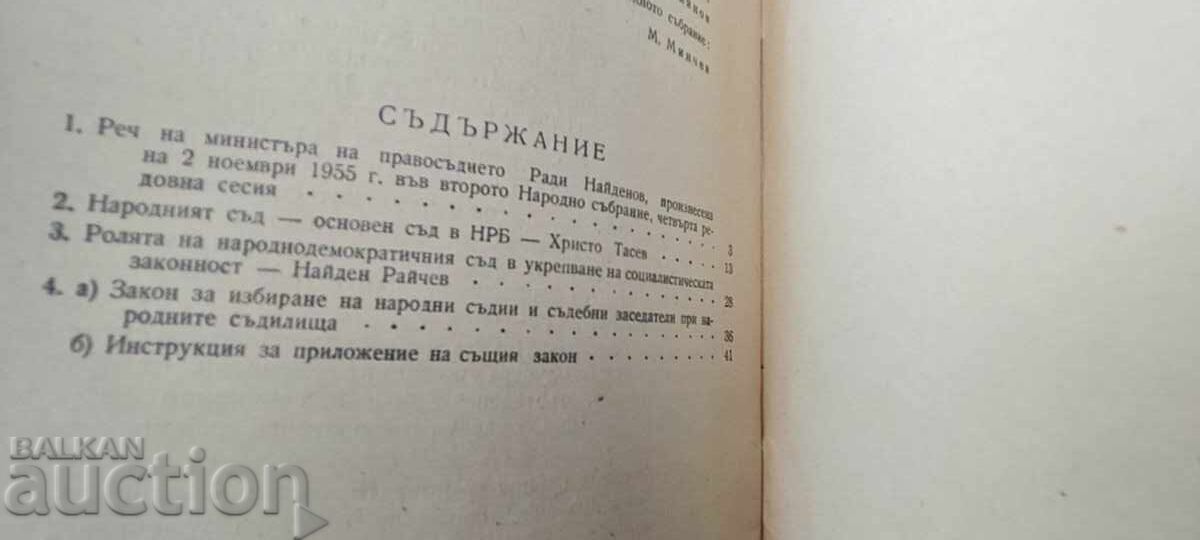 събрание:
М. Минчев
СЪДЪРЖАНИЕ
1. Реч на министъра на правосъдието Ради Найденов, произнесена
на 2 ноември 1955 г. във второто Народно събрание, четвърта ре-
довна сесия . . . . . . . . . . . . . . 3
2. Народният съд — основен съд в НРБ — Христо Тасев . . . . . 13
3. Ролята на народнодемократичния съд в укрепване на социалистическата
законност — Найден Райчев . . . . . . . . . . . 28
4. а) Закон за избиране на народни съдии и съдебни заседатели при на-
родните съдилища . . . . . . . . . . . . . 36
б) Инструкция за приложение на същия закон . . . . . . . . 41
BALKAN
auction